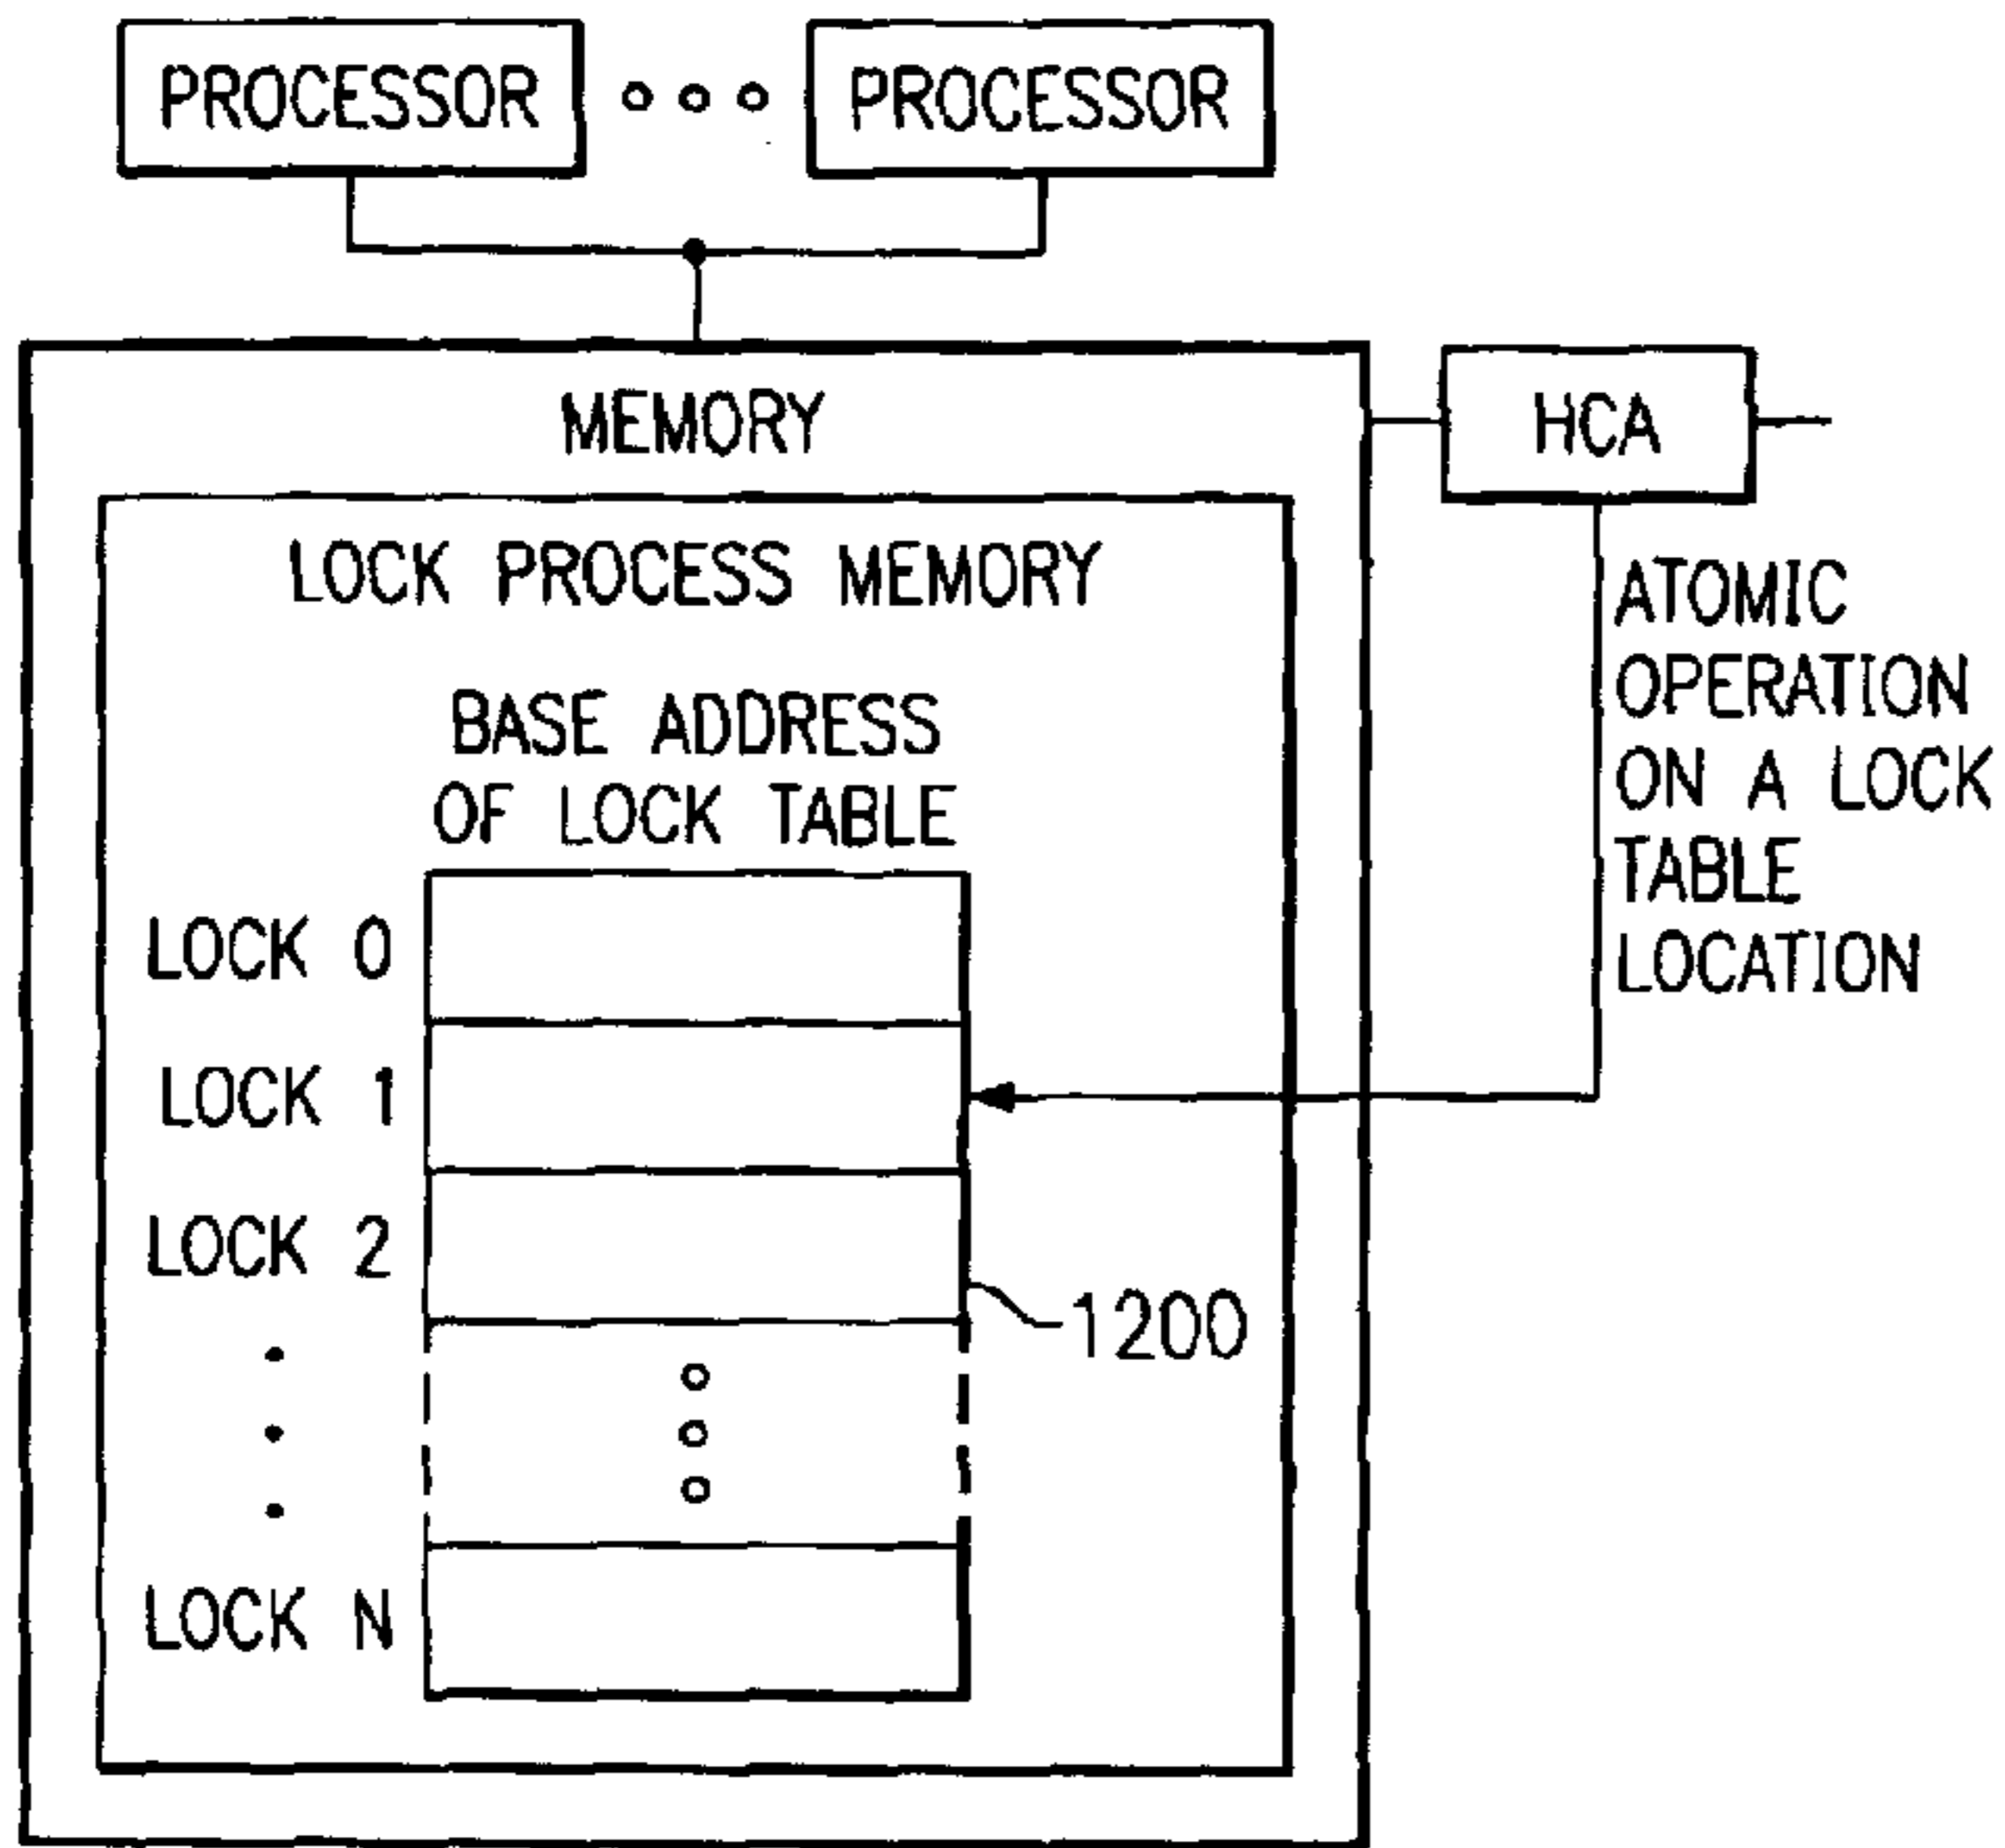 PROCESSOR
PROCESSOR
MEMORY
HCA
LOCK PROCESS MEMORY
ATOMIC
OPERATION
ON A LOCK
TABLE
LOCATION
BASE ADDRESS
OF LOCK TABLE
LOCK 0
LOCK 1
LOCK 2
1200
LOCK N